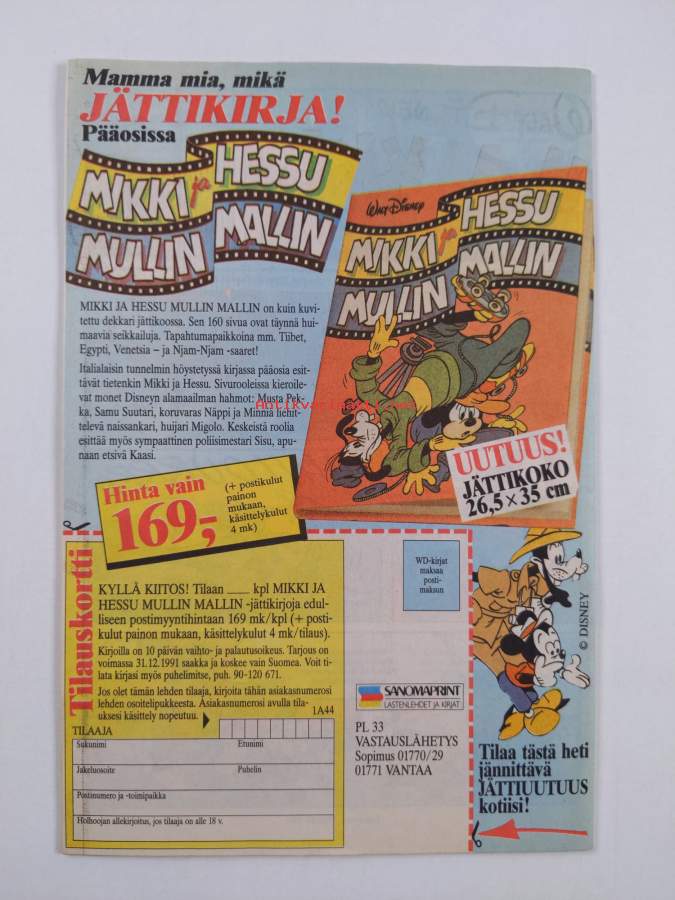 Mamma mia, mikä
JÄTTIKIRJA!
Pääosissa
MIKKI ja HESSU
MULLIN MALLIN
WALT DISNEY
MIKKI ja HESSU
MULLIN MALLIN
MIKKI JA HESSU MULLIN MALLIN on kuin kuvi-
tettu dekkari jättikoossa. Sen 160 sivua ovat täynnä hui-
maavia seikkailuja. Tapahtumapaikkoina mm. Tiibet,
Egypti, Venetsia – ja Njam-Njam -saaret!
Italialaisin tunnelmin höystetyssä kirjassa pääosia esit-
tävät tietenkin Mikki ja Hessu. Sivurooleissa kieroile-
vat monet Disneyn alamaailman hahmot: Musta Pek-
ka, Samu Suutari, koruvaras Näppi ja Minniä liehit-
televä naissankari, huijari Migolo. Keskeistä roolia
esittää myös sympaattinen poliisimestari Sisu, apu-
naan etsivä Kaasi.
Antikvariaatti.net
UUTUUS!
JÄTTIKOKO
26,5 × 35 cm
Hinta vain
169,-
(+ postikulut
painon
mukaan,
käsittelykulut
4 mk)
Tilauskortti
KYLLÄ KIITOS! Tilaan ____ kpl MIKKI JA
HESSU MULLIN MALLIN -jättikirjoja edul-
liseen postimyyntihintaan 169 mk/kpl (+ posti-
kulut painon mukaan, käsittelykulut 4 mk/tilaus).
Kirjoilla on 10 päivän vaihto- ja palautusoikeus. Tarjous on
voimassa 31.12.1991 saakka ja koskee vain Suomea. Voit ti-
lata kirjasi myös puhelimitse, puh. 90-120 671.
Jos olet tämän lehden tilaaja, kirjoita tähän asiakasnumerosi
lehden osoitelipukkeesta. Asiakasnumerosi avulla tila-
uksesi käsittely nopeutuu.
1A44
TILAAJA
Sukunimi Etunimi
Jakeluosoite Puhelin
Postinumero ja -toimipaikka
Holhoojan allekirjoitus, jos tilaaja on alle 18 v.
WD-kirjat
maksaa
posti-
maksun
SANOMAPRINT
LASTENLEHDET JA KIRJAT
PL 33
VASTAUSLÄHETYS
Sopimus 01770/29
01771 VANTAA
© DISNEY
Tilaa tästä heti
jännittävä
JÄTTIUUTUUS
kotiisi!